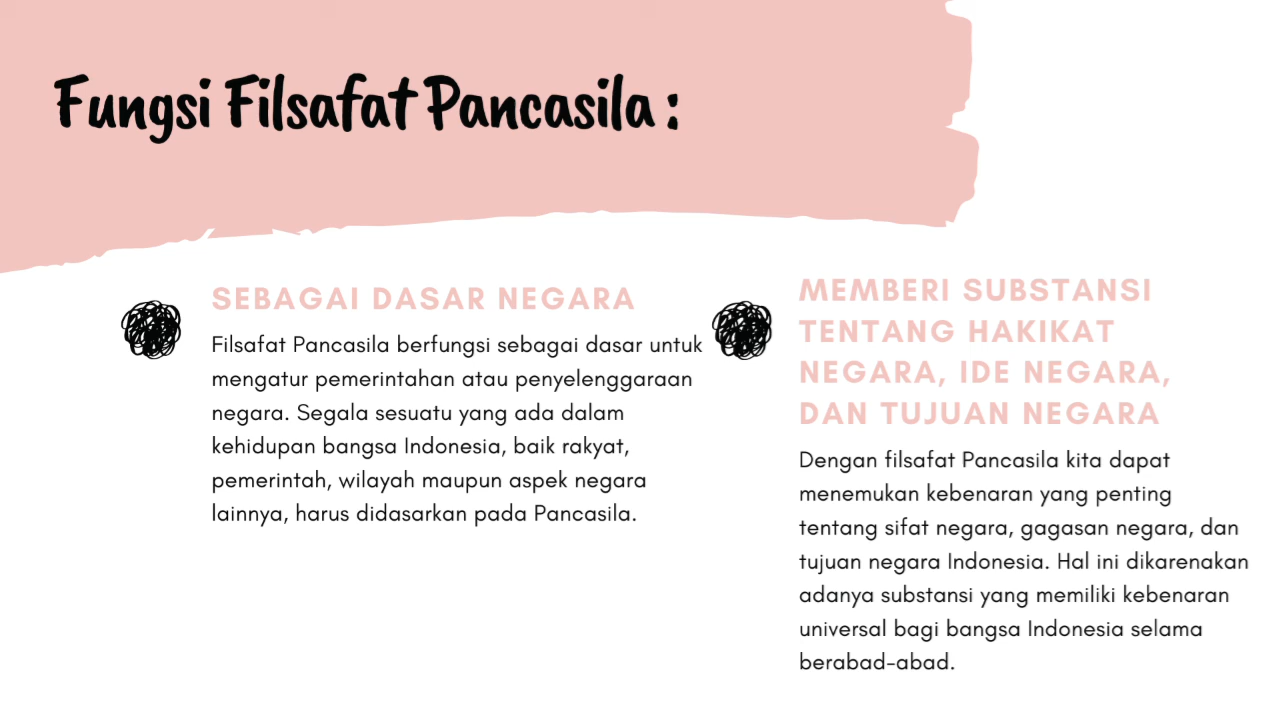 Fungsi Filsafat Pancasila :
SEBAGAI DASAR NEGARA
Filsafat Pancasila berfungsi sebagai dasar untuk
mengatur pemerintahan atau penyelenggaraan
negara. Segala sesuatu yang ada dalam
kehidupan bangsa Indonesia, baik rakyat,
pemerintah, wilayah maupun aspek negara
lainnya, harus didasarkan pada Pancasila.
MEMBERI SUBSTANSI
TENTANG HAKIKAT
NEGARA, IDE NEGARA,
DAN TUJUAN NEGARA
Dengan filsafat Pancasila kita dapat
menemukan kebenaran yang penting
tentang sifat negara, gagasan negara, dan
tujuan negara Indonesia. Hal ini dikarenakan
adanya substansi yang memiliki kebenaran
universal bagi bangsa Indonesia selama
berabad-abad.